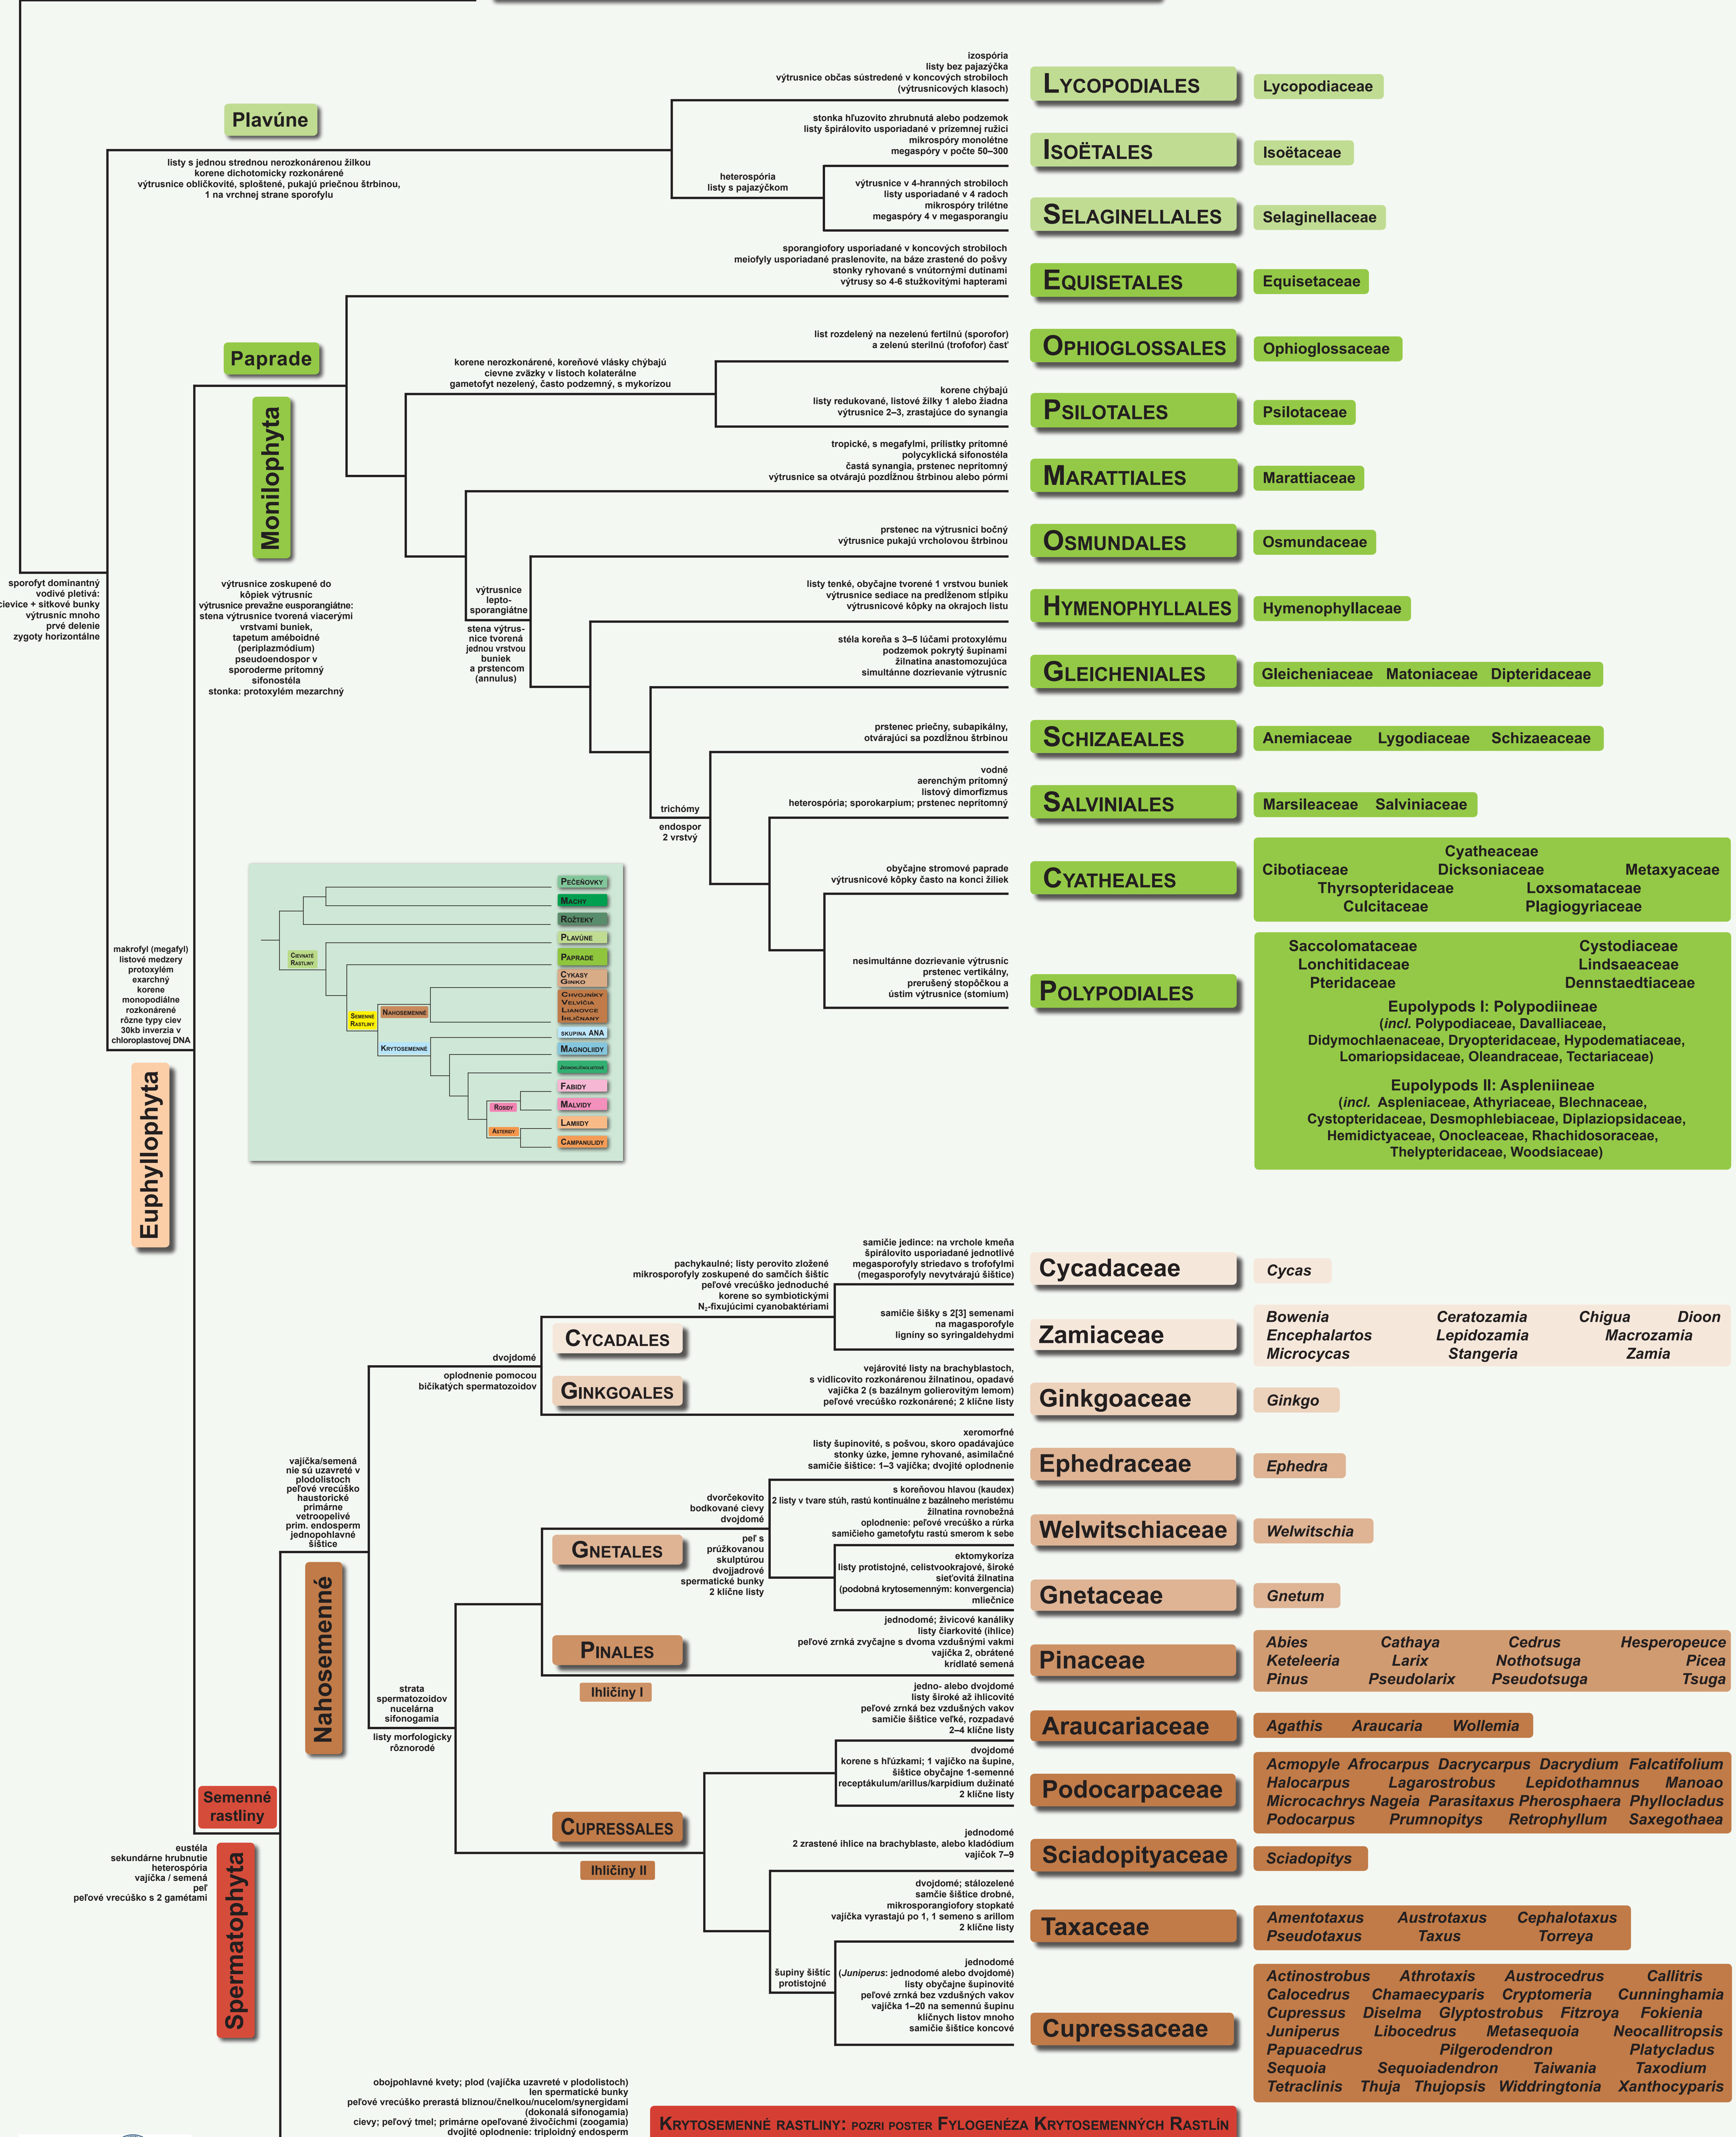 izospória
listy bez pajazýčka
výtrusnice občas sústredené v koncových strobiloch
(výtrusnicových klasoch)
LYCOPODIALES
Lycopodiaceae
Plavúne
listy s jednou strednou nerozkonárenou žilkou
korene dichotomicky rozkonárené
výtrusnice obličkovité, sploštené, pukajú priečnou štrbinou,
1 na vrchnej strane sporofylu
stonka hľuzovito zhrubnutá alebo podzemok
listy špirálovito usporiadané v prízemnej ružici
mikrospóry monolétne
megaspóry v počte 50–300
ISOËTALES
Isoëtaceae
heterospória
listy s pajazýčkom
výtrusnice v 4-hranných strobiloch
listy usporiadané v 4 radoch
mikrospóry trilétne
megaspóry 4 v megasporangiu
SELAGINELLALES
Selaginellaceae
sporangiofory usporiadané v koncových strobiloch
meiofyly usporiadané praslenovite, na báze zrastené do pošvy
stonky ryhované s vnútornými dutinami
výtrusy so 4-6 stužkovitými hapterami
EQUISETALES
Equisetaceae
Paprade
Monilophyta
výtrusnice zoskupené do
kôpiek výtrusníc
výtrusnice prevažne eusporangiátne:
stena výtrusnice tvorená viacerými
vrstvami buniek,
tapetum améboidné
(periplazmódium)
pseudoendospor v
sporoderme prítomný
sifonostéla
stonka: protoxylém mezarchný
korene nerozkonárené, koreňové vlásky chýbajú
cievne zväzky v listoch kolaterálne
gametofyt nezelený, často podzemný, s mykorízou
list rozdelený na nezelenú fertilnú (sporofor)
a zelenú sterilnú (trofofor) časť
OPHIOGLOSSALES
Ophioglossaceae
korene chýbajú
listy redukované, listové žilky 1 alebo žiadna
výtrusnice 2–3, zrastajúce do synangia
PSILOTALES
Psilotaceae
tropické, s megafylmi, prílistky prítomné
polycyklická sifonostéla
častá synangia, prstenec neprítomný
výtrusnice sa otvárajú pozdĺžnou štrbinou alebo pórmi
MARATTIALES
Marattiaceae
prstenec na výtrusnici bočný
výtrusnice pukajú vrcholovou štrbinou
OSMUNDALES
Osmundaceae
výtrusnice
lepto-
sporangiátne
stena výtrus-
nice tvorená
jednou vrstvou
buniek
a prstencom
(annulus)
listy tenké, obyčajne tvorené 1 vrstvou buniek
výtrusnice sediace na predĺženom stĺpiku
výtrusnicové kôpky na okrajoch listu
HYMENOPHYLLALES
Hymenophyllaceae
stéla koreňa s 3–5 lúčami protoxylému
podzemok pokrytý šupinami
žilnatina anastomozujúca
simultánne dozrievanie výtrusníc
GLEICHENIALES
Gleicheniaceae Matoniaceae Dipteridaceae
prstenec priečny, subapikálny,
otvárajúci sa pozdĺžnou štrbinou
SCHIZAEALES
Anemiaceae Lygodiaceae Schizaeaceae
trichómy
endospor
2 vrstvý
vodné
aerenchým prítomný
listový dimorfizmus
heterospória; sporokarpium; prstenec neprítomný
SALVINIALES
Marsileaceae Salviniaceae
obyčajne stromové paprade
výtrusnicové kôpky často na konci žiliek
CYATHEALES
Cyatheaceae
Cibotiaceae Dicksoniaceae Metaxyaceae
Thyrsopteridaceae Loxsomataceae
Culcitaceae Plagiogyriaceae
nesimultánne dozrievanie výtrusníc
prstenec vertikálny,
prerušený stopôčkou a
ústim výtrusnice (stomium)
POLYPODIALES
Saccolomataceae Cystodiaceae
Lonchitidaceae Lindsaeaceae
Pteridaceae Dennstaedtiaceae
Eupolypods I: Polypodiineae
(incl. Polypodiaceae, Davalliaceae,
Didymochlaenaceae, Dryopteridaceae, Hypodematiaceae,
Lomariopsidaceae, Oleandraceae, Tectariaceae)
Eupolypods II: Aspleniineae
(incl. Aspleniaceae, Athyriaceae, Blechnaceae,
Cystopteridaceae, Desmophlebiaceae, Diplaziopsidaceae,
Hemidictyaceae, Onocleaceae, Rhachidosoraceae,
Thelypteridaceae, Woodsiaceae)
sporofyt dominantný
vodivé pletivá:
cievice + sitkové bunky
výtrusníc mnoho
prvé delenie
zygoty horizontálne
makrofyl (megafyl)
listové medzery
protoxylém
exarchný
korene
monopodiálne
rozkonárené
rôzne typy ciev
30kb inverzia v
chloroplastovej DNA
Euphyllophyta
PEČEŇOVKY
MACHY
ROŽTEKY
PLAVÚNE
CIEVNATÉ
RASTLINY
PAPRADE
CYKASY
GINKO
CHVOJNÍKY
VELVÍCIA
LIANOVCE
IHLIČNANY
NAHOSEMENNÉ
SEMENNÉ
RASTLINY
SKUPINA ANA
KRYTOSEMENNÉ
MAGNOLIIDY
JEDNOKLÍČNOLISTOVÉ
FABIDY
ROSIDY
MALVIDY
LAMIIDY
ASTERIDY
CAMPANULIDY
samičie jedince: na vrchole kmeňa
špirálovito usporiadané jednotlivé
megasporofyly striedavo s trofofylmi
(megasporofyly nevytvárajú šištice)
Cycadaceae
Cycas
pachykaulné; listy perovito zložené
mikrosporofyly zoskupené do samčích šištíc
peľové vrecúško jednoduché
korene so symbiotickými
N₂-fixujúcimi cyanobaktériami
CYCADALES
samičie šišky s 2[3] semenami
na magasporofyle
ligníny so syringaldehydmi
Zamiaceae
Bowenia Ceratozamia Chigua Dioon
Encephalartos Lepidozamia Macrozamia
Microcycas Stangeria Zamia
dvojdomé
oplodnenie pomocou
bičíkatých spermatozoidov
GINKGOALES
vejárovité listy na brachyblastoch,
s vidlicovito rozkonárenou žilnatinou, opadavé
vajíčka 2 (s bazálnym golierovitým lemom)
peľové vrecúško rozkonárené; 2 klíčne listy
Ginkgoaceae
Ginkgo
xeromorfné
listy šupinovité, s pošvou, skoro opadávajúce
stonky úzke, jemne ryhované, asimilačné
samičie šištice: 1–3 vajíčka; dvojité oplodnenie
Ephedraceae
Ephedra
vajíčka/semená
nie sú uzavreté v
plodolistoch
peľové vrecúško
haustorické
primárne
vetroopelivé
prim. endosperm
jednopohlavné
šištice
Nahosemenné
dvorčekovito
bodkované cievy
dvojdomé
GNETALES
peľ s
prúžkovanou
skulptúrou
dvojjadrové
spermatické bunky
2 klíčne listy
s koreňovou hlavou (kaudex)
2 listy v tvare stúh, rastú kontinuálne z bazálneho meristému
žilnatina rovnobežná
oplodnenie: peľové vrecúško a rúrka
samičieho gametofytu rastú smerom k sebe
Welwitschiaceae
Welwitschia
ektomykoríza
listy protistojné, celistvookrajové, široké
sieťovitá žilnatina
(podobná krytosemenným: konvergencia)
mliečnice
Gnetaceae
Gnetum
PINALES
Ihličiny I
jednodomé; živicové kanáliky
listy čiarkovité (ihlice)
peľové zrnká zvyčajne s dvoma vzdušnými vakmi
vajíčka 2, obrátené
krídlaté semená
Pinaceae
Abies Cathaya Cedrus Hesperopeuce
Keteleeria Larix Nothotsuga Picea
Pinus Pseudolarix Pseudotsuga Tsuga
strata
spermatozoidov
nucelárna
sifonogamia
listy morfologicky
rôznorodé
jedno- alebo dvojdomé
listy široké až ihlicovité
peľové zrnká bez vzdušných vakov
samičie šištice veľké, rozpadavé
2–4 klíčne listy
Araucariaceae
Agathis Araucaria Wollemia
dvojdomé
korene s hľúzkami; 1 vajíčko na šupine,
šištice obyčajne 1-semenné
receptákulum/arillus/karpidium dužinaté
2 klíčne listy
Podocarpaceae
Acmopyle Afrocarpus Dacrycarpus Dacrydium Falcatifolium
Halocarpus Lagarostrobus Lepidothamnus Manoao
Microcachrys Nageia Parasitaxus Pherosphaera Phyllocladus
Podocarpus Prumnopitys Retrophyllum Saxegothaea
CUPRESSALES
Ihličiny II
jednodomé
2 zrastené ihlice na brachyblaste, alebo kladódium
vajíčok 7–9
Sciadopityaceae
Sciadopitys
dvojdomé; stálozelené
samčie šištice drobné,
mikrosporangiofory stopkaté
vajíčka vyrastajú po 1, 1 semeno s arillom
2 klíčne listy
Taxaceae
Amentotaxus Austrotaxus Cephalotaxus
Pseudotaxus Taxus Torreya
šupiny šištíc
protistojné
jednodomé
(Juniperus: jednodomé alebo dvojdomé)
listy obyčajne šupinovité
peľové zrnká bez vzdušných vakov
vajíčka 1–20 na semennú šupinu
klíčnych listov mnoho
samičie šištice koncové
Cupressaceae
Actinostrobus Athrotaxis Austrocedrus Callitris
Calocedrus Chamaecyparis Cryptomeria Cunninghamia
Cupressus Diselma Glyptostrobus Fitzroya Fokienia
Juniperus Libocedrus Metasequoia Neocallitropsis
Papuacedrus Pilgerodendron Platycladus
Sequoia Sequoiadendron Taiwania Taxodium
Tetraclinis Thuja Thujopsis Widdringtonia Xanthocyparis
Semenné
rastliny
Spermatophyta
eustéla
sekundárne hrubnutie
heterospória
vajíčka / semená
peľ
peľové vrecúško s 2 gamétami
obojpohlavné kvety; plod (vajíčka uzavreté v plodolistoch)
len spermatické bunky
peľové vrecúško prerastá bliznou/čnelkou/nucelom/synergidami
(dokonalá sifonogamia)
cievy; peľový tmel; primárne opeľované živočíchmi (zoogamia)
dvojité oplodnenie: triploidný endosperm
KRYTOSEMENNÉ RASTLINY: POZRI POSTER FYLOGENÉZA KRYTOSEMENNÝCH RASTLÍN